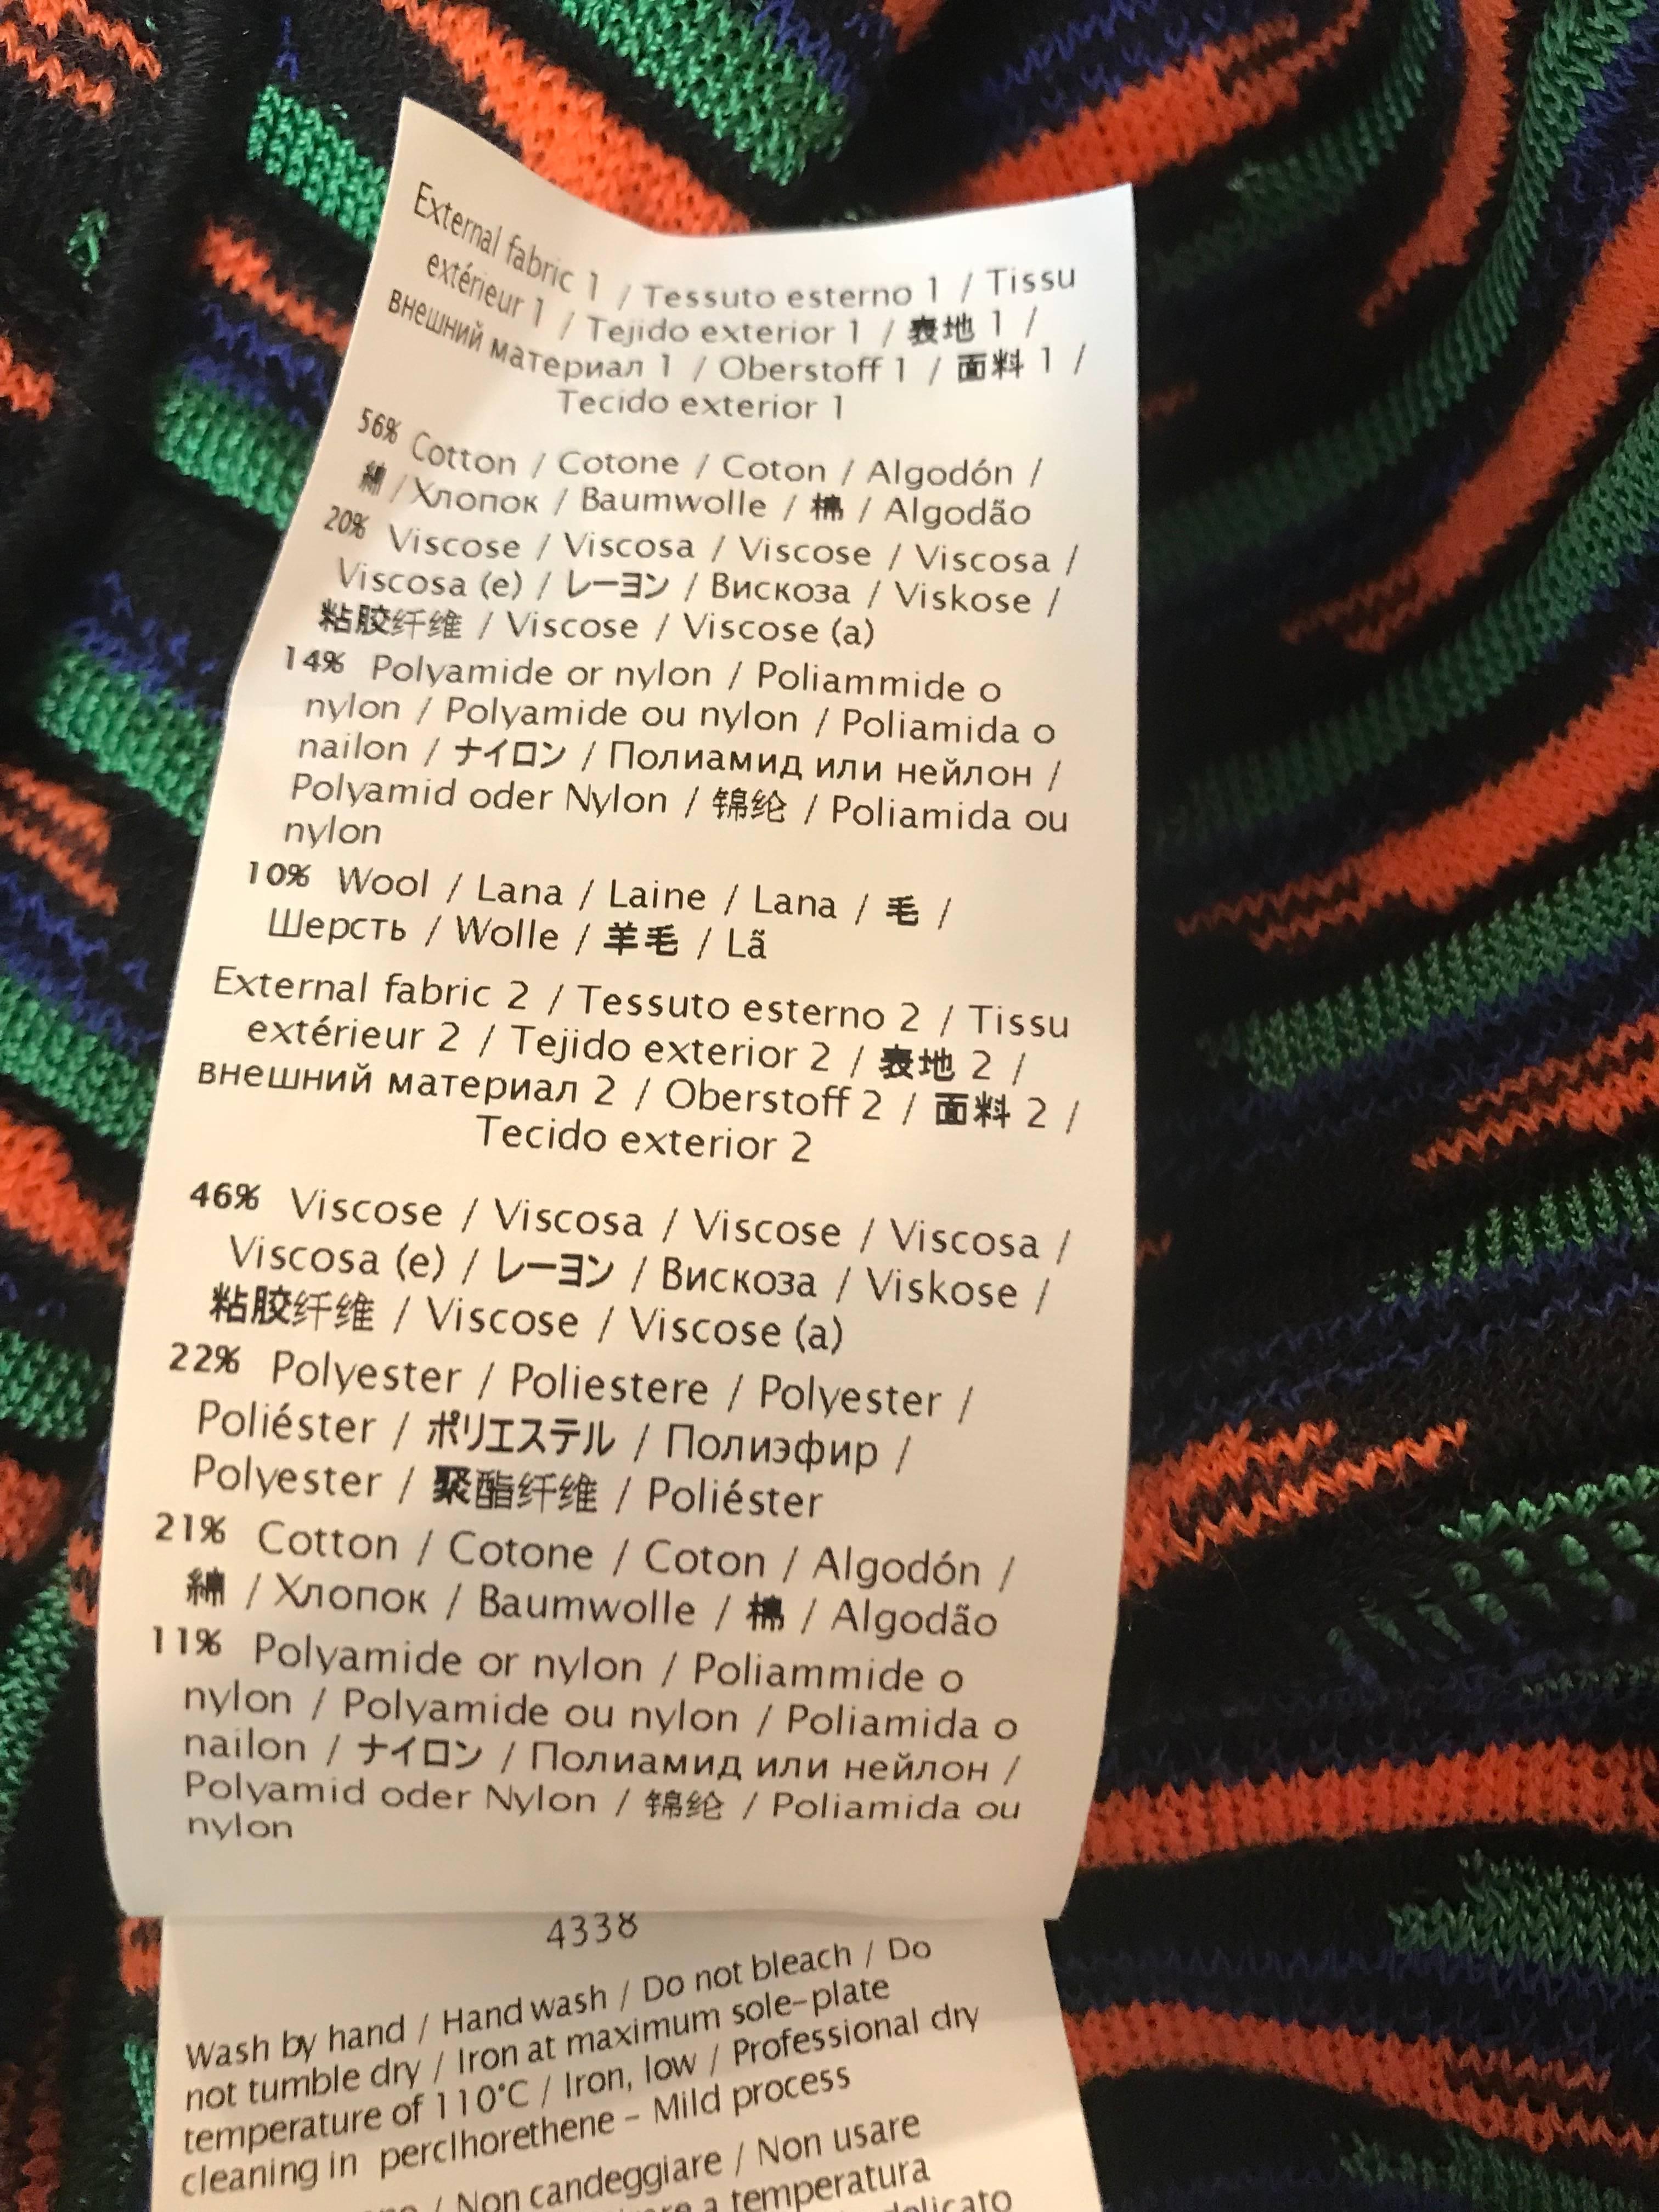 External fabric 1 / Tessuto esterno 1 / Tissu
extérieur 1 / Tejido exterior 1 / 表地 1 /
внешний материал 1 / Oberstoff 1 / 面料 1 /
Tecido exterior 1
56% Cotton / Cotone / Coton / Algodón /
綿 / Хлопок / Baumwolle / 棉 / Algodão
20% Viscose / Viscosa / Viscose / Viscosa /
Viscosa (e) / レーヨン / Вискоза / Viskose /
粘胶纤维 / Viscose / Viscose (a)
14% Polyamide or nylon / Poliammide o
nylon / Polyamide ou nylon / Poliamida o
nailon / ナイロン / Полиамид или нейлон /
Polyamid oder Nylon / 锦纶 / Poliamida ou
nylon
10% Wool / Lana / Laine / Lana / 毛 /
Шерсть / Wolle / 羊毛 / Lã
External fabric 2 / Tessuto esterno 2 / Tissu
extérieur 2 / Tejido exterior 2 / 表地 2 /
внешний материал 2 / Oberstoff 2 / 面料 2 /
Tecido exterior 2
46% Viscose / Viscosa / Viscose / Viscosa /
Viscosa (e) / レーヨン / Вискоза / Viskose /
粘胶纤维 / Viscose / Viscose (a)
22% Polyester / Poliestere / Polyester /
Poliéster / ポリエステル / Полиэфир /
Polyester / 聚酯纤维 / Poliéster
21% Cotton / Cotone / Coton / Algodón /
綿 / Хлопок / Baumwolle / 棉 / Algodão
11% Polyamide or nylon / Poliammide o
nylon / Polyamide ou nylon / Poliamida o
nailon / ナイロン / Полиамид или нейлон /
Polyamid oder Nylon / 锦纶 / Poliamida ou
nylon
4338
Wash by hand / Hand wash / Do not bleach / Do
not tumble dry / Iron at maximum sole-plate
temperature of 110°C / Iron, low / Professional dry
cleaning in perclhorethene - Mild process
/ Non candeggiare / Non usare
a temperatura
delicato